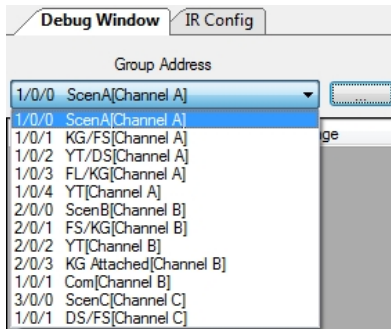 Debug Window IR Config
Group Address
1/0/0 ScenA[Channel A] ...
1/0/0 ScenA[Channel A]
1/0/1 KG/FS[Channel A]
1/0/2 YT/DS[Channel A]
1/0/3 FL/KG[Channel A]
1/0/4 YT[Channel A]
2/0/0 ScenB[Channel B]
2/0/1 FS/KG[Channel B]
2/0/2 YT[Channel B]
2/0/3 KG Attached[Channel B]
1/0/1 Com[Channel B]
3/0/0 ScenC[Channel C]
1/0/1 DS/FS[Channel C]